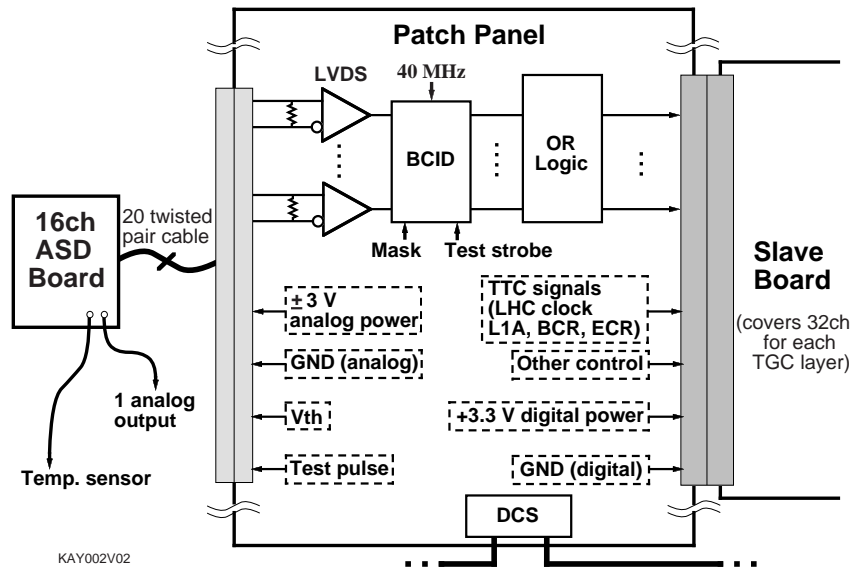 Patch Panel
LVDS
40 MHz
BCID
OR
Logic
16ch
ASD
Board
20 twisted
pair cable
Mask
Test strobe
Slave
Board
(covers 32ch
for each
TGC layer)
± 3 V
analog power
TTC signals
(LHC clock
L1A, BCR, ECR)
GND (analog)
Other control
1 analog
output
Vth
+3.3 V digital power
Temp. sensor
Test pulse
GND (digital)
DCS
KAY002V02